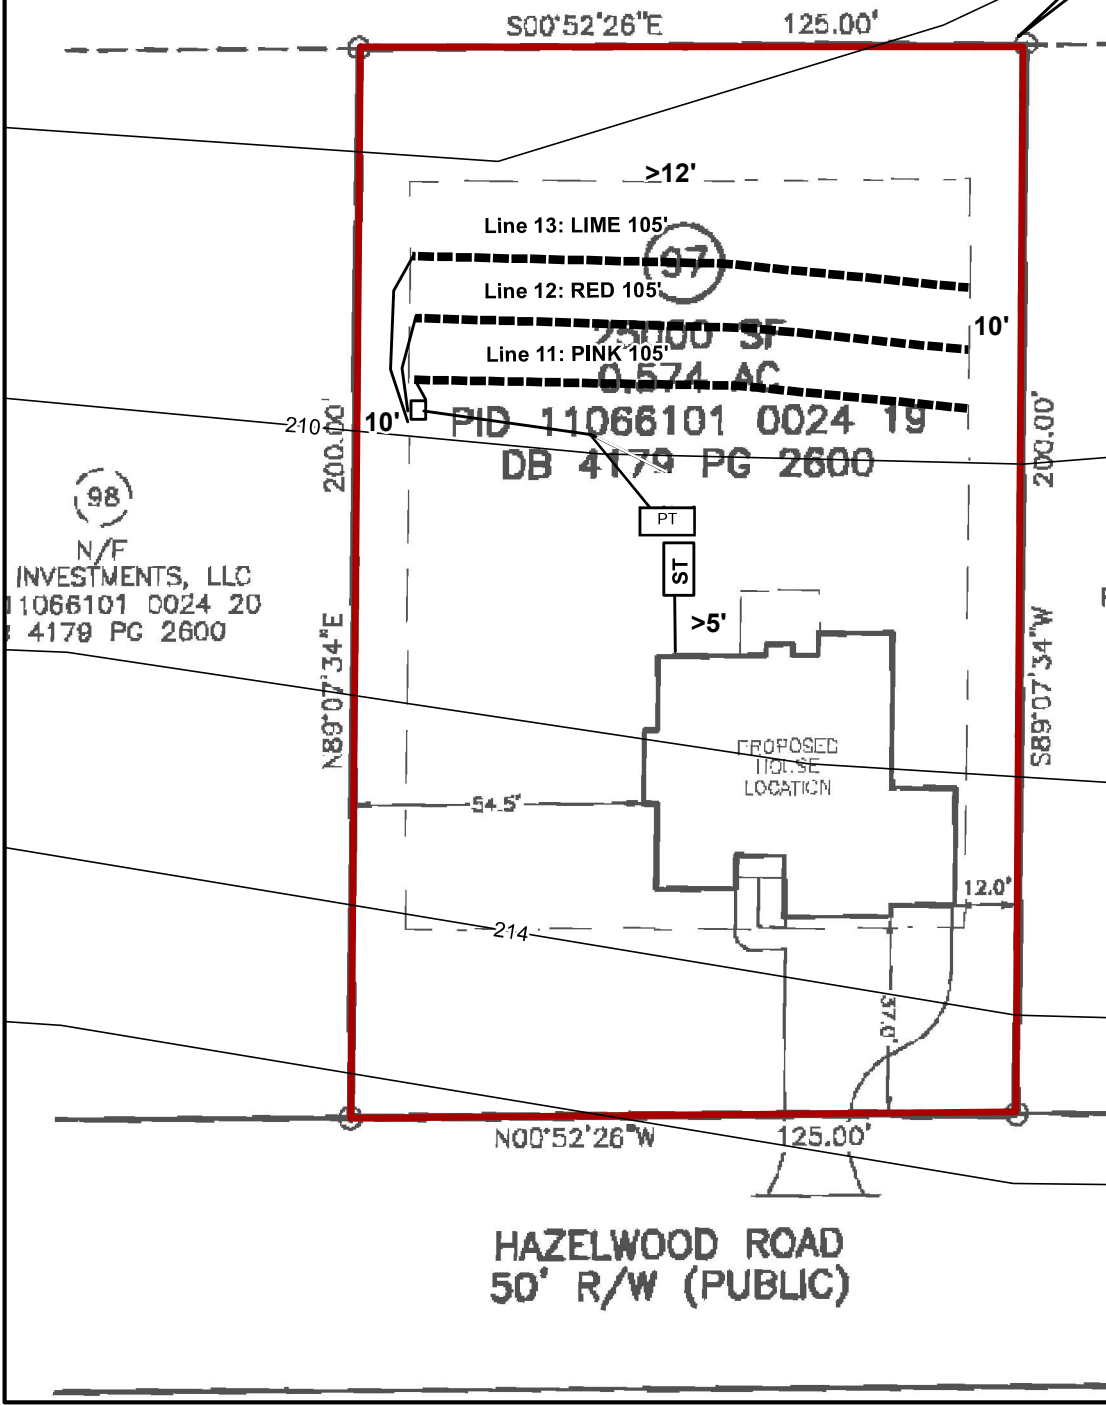 S00°52'26"E 125.00'
>12'
Line 13: LIME 105'
97
Line 12: RED 105'
10'
25000 SF
Line 11: PINK 105'
0.574 AC
10'
PID 11066101 0024 19
210
DB 4179 PG 2600
200.00'
200.00'
98
N/F
INVESTMENTS, LLC
11066101 0024 20
4179 PG 2600
PT
ST
>5'
N89°07'34"E
S89°07'34"W
PROPOSED
HOUSE
LOCATION
54.5'
12.0'
214
37.0'
N00°52'26"W 125.00'
HAZELWOOD ROAD
50' R/W (PUBLIC)